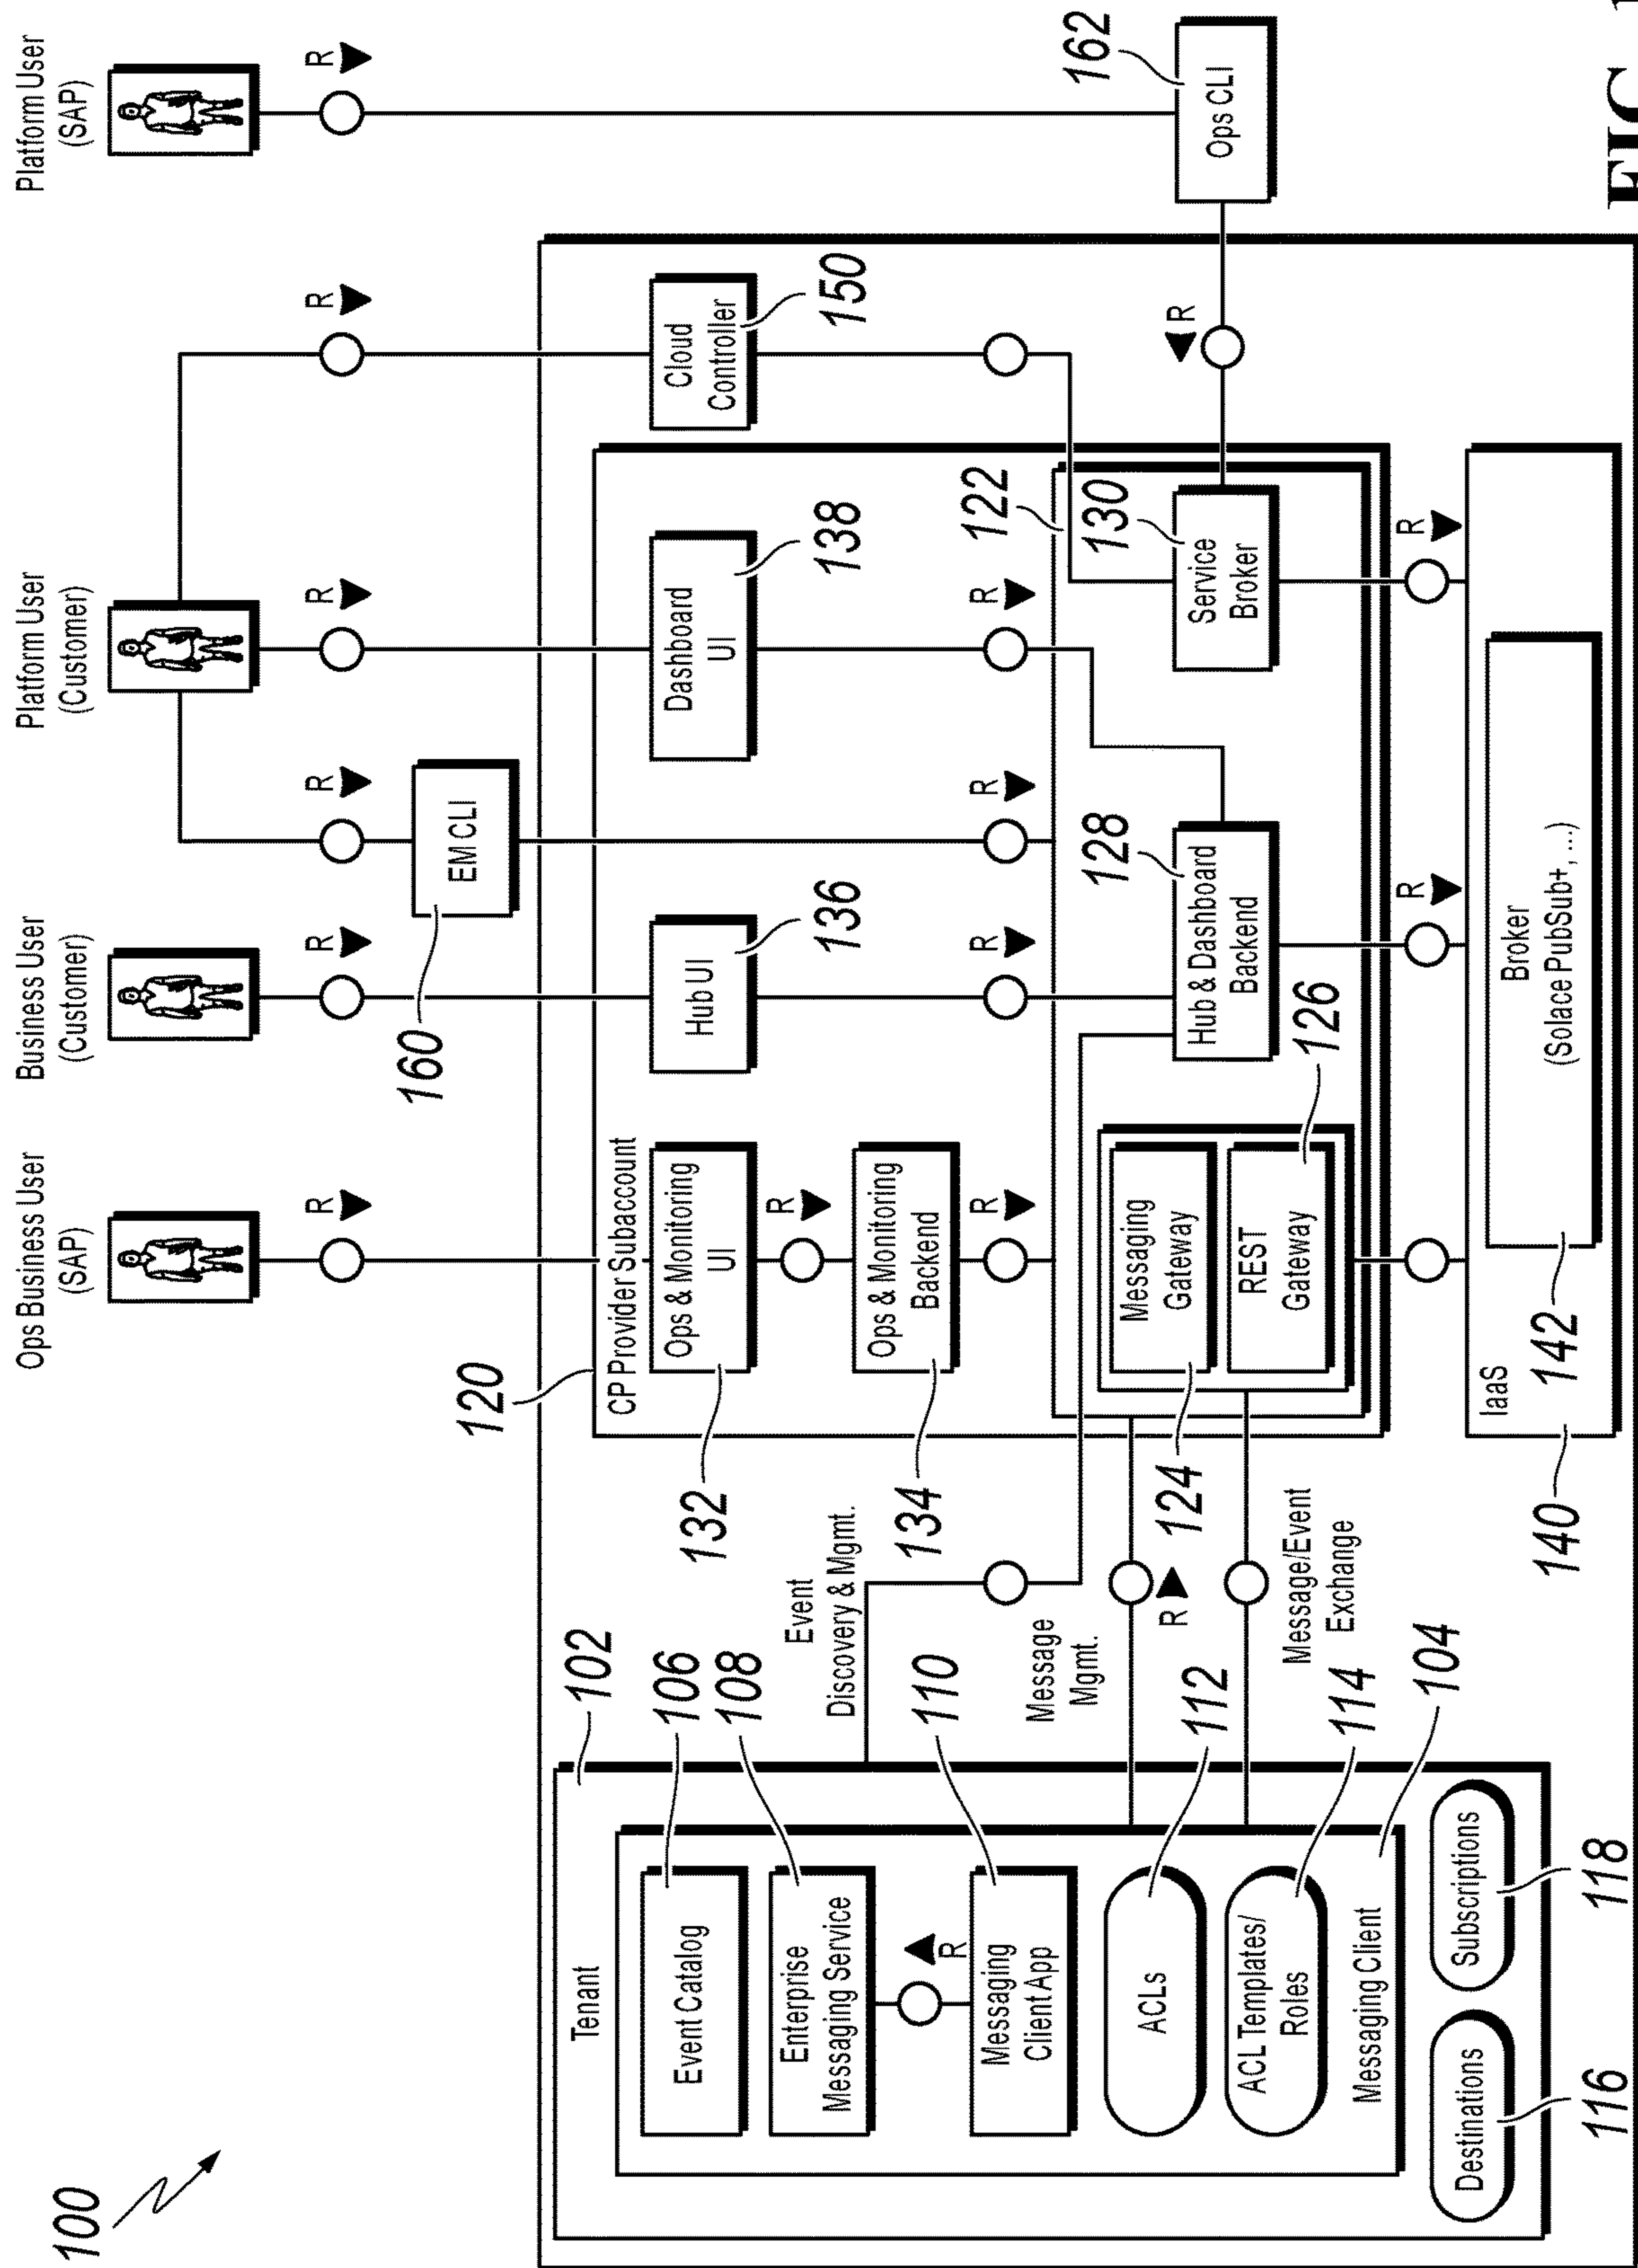 100
Ops Business User
(SAP)
Business User
(Customer)
Platform User
(Customer)
Platform User
(SAP)
R
R
R
R
R
R
160
EM CLI
120
CP Provider Subaccount
Ops & Monitoring
UI
132
Hub UI
136
Dashboard
UI
138
Cloud
Controller
150
R
Ops & Monitoring
Backend
134
R
R
R
R
122
102
Tenant
106
Event Catalog
108
Enterprise
Messaging Service
R
110
Messaging
Client App
112
ACLs
114
ACL Templates/
Roles
104
Messaging Client
Destinations
116
Subscriptions
118
Event
Discovery & Mgmt.
Message
Mgmt.
R
Message/Event
Exchange
124
Messaging
Gateway
REST
Gateway
126
128
Hub & Dashboard
Backend
130
Service
Broker
R
162
Ops CLI
R
R
140
IaaS
142
Broker
(Solace PubSub+, ...)